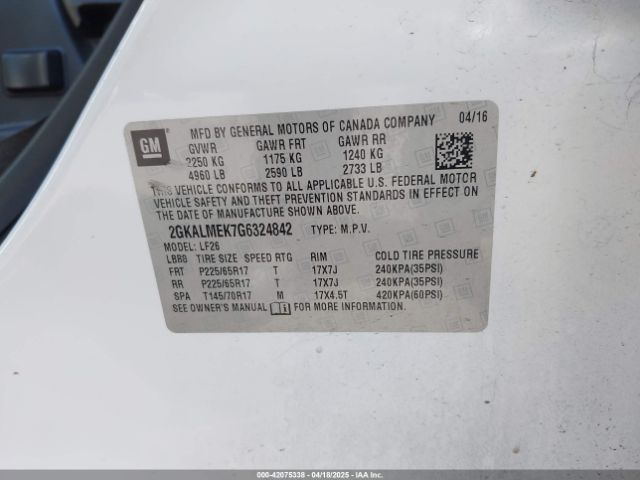 GM
MFD BY GENERAL MOTORS OF CANADA COMPANY 04/16
GVWR GAWR FRT GAWR RR
2250 KG 1175 KG 1240 KG
4960 LB 2590 LB 2733 LB
THIS VEHICLE CONFORMS TO ALL APPLICABLE U.S. FEDERAL MOTOR
VEHICLE SAFETY AND THEFT PREVENTION STANDARDS IN EFFECT ON
THE DATE OF MANUFACTURE SHOWN ABOVE.
2GKALMEK7G6324842 TYPE: M.P.V.
MODEL: LF26
LBBB TIRE SIZE SPEED RTG RIM COLD TIRE PRESSURE
FRT P225/65R17 T 17X7J 240KPA(35PSI)
RR P225/65R17 T 17X7J 240KPA(35PSI)
SPA T145/70R17 M 17X4.5T 420KPA(60PSI)
SEE OWNER'S MANUAL FOR MORE INFORMATION.
000-42075338 - 04/18/2025 - IAA Inc.